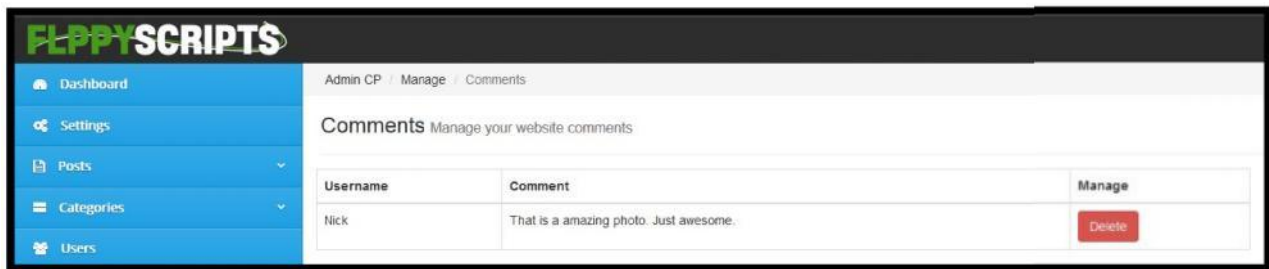 FLPPYSCRIPTS
Dashboard
Settings
Posts
Categories
Users
Admin CP / Manage / Comments
Comments Manage your website comments
Username Comment Manage
Nick That is a amazing photo. Just awesome. Delete